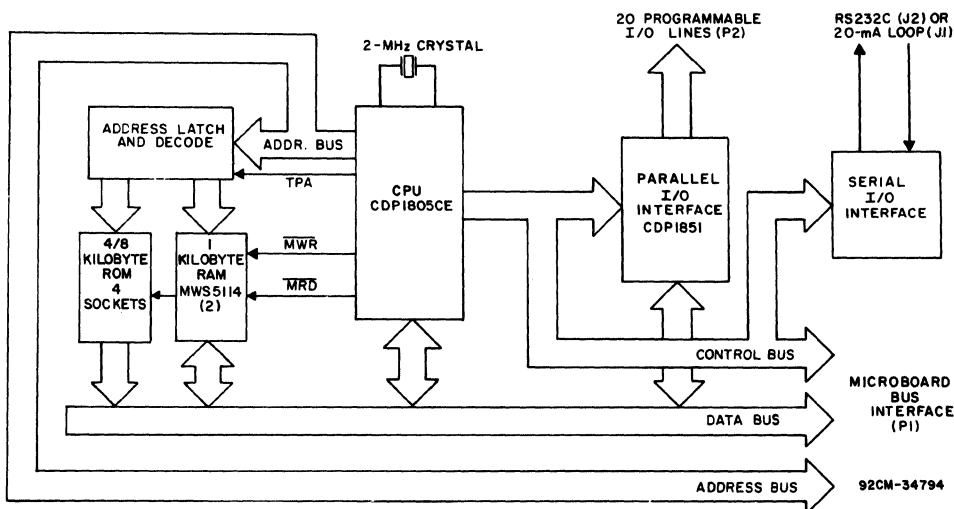 20 PROGRAMMABLE
I/O LINES (P2)
RS232C (J2) OR
20-mA LOOP (J1)
2-MHz CRYSTAL
ADDRESS LATCH
AND DECODE
ADDR. BUS
TPA
CPU
CDP1805CE
PARALLEL
I/O
INTERFACE
CDP1851
SERIAL
I/O
INTERFACE
4/8
KILOBYTE
ROM
4
SOCKETS
1
KILOBYTE
RAM
MWS5114
(2)
MWR
MRD
CONTROL BUS
DATA BUS
ADDRESS BUS
MICROBOARD
BUS
INTERFACE
(P1)
92CM-34794